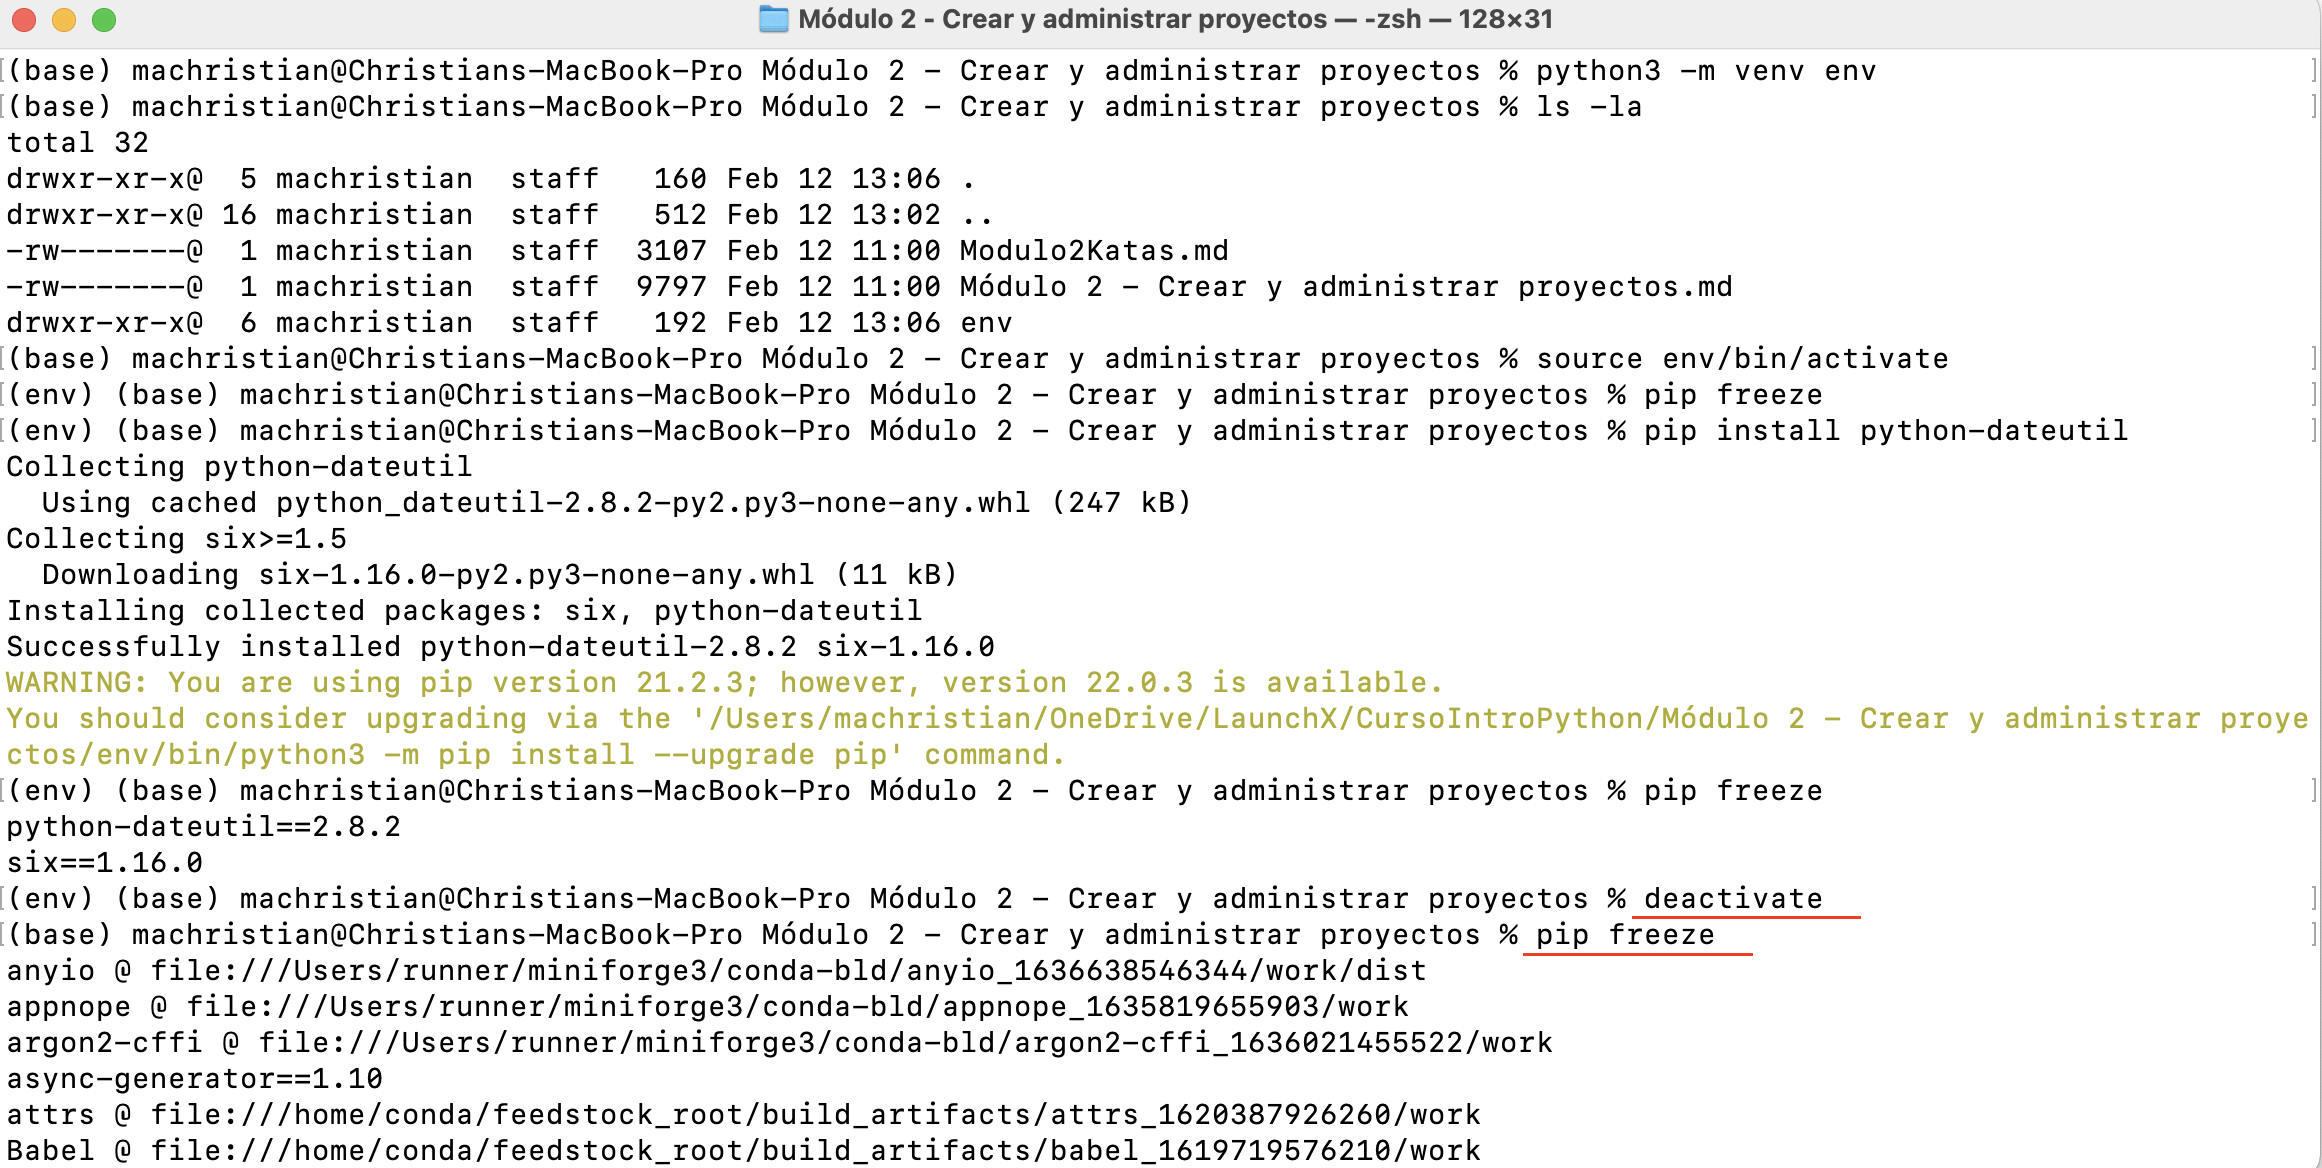 Módulo 2 - Crear y administrar proyectos — -zsh — 128×31
(base) machristian@Christians-MacBook-Pro Módulo 2 - Crear y administrar proyectos % python3 -m venv env
(base) machristian@Christians-MacBook-Pro Módulo 2 - Crear y administrar proyectos % ls -la
total 32
drwxr-xr-x@  5 machristian  staff   160 Feb 12 13:06 .
drwxr-xr-x@ 16 machristian  staff   512 Feb 12 13:02 ..
-rw-------@  1 machristian  staff  3107 Feb 12 11:00 Modulo2Katas.md
-rw-------@  1 machristian  staff  9797 Feb 12 11:00 Módulo 2 - Crear y administrar proyectos.md
drwxr-xr-x@  6 machristian  staff   192 Feb 12 13:06 env
(base) machristian@Christians-MacBook-Pro Módulo 2 - Crear y administrar proyectos % source env/bin/activate
(env) (base) machristian@Christians-MacBook-Pro Módulo 2 - Crear y administrar proyectos % pip freeze
(env) (base) machristian@Christians-MacBook-Pro Módulo 2 - Crear y administrar proyectos % pip install python-dateutil
Collecting python-dateutil
  Using cached python_dateutil-2.8.2-py2.py3-none-any.whl (247 kB)
Collecting six>=1.5
  Downloading six-1.16.0-py2.py3-none-any.whl (11 kB)
Installing collected packages: six, python-dateutil
Successfully installed python-dateutil-2.8.2 six-1.16.0
WARNING: You are using pip version 21.2.3; however, version 22.0.3 is available.
You should consider upgrading via the '/Users/machristian/OneDrive/LaunchX/CursoIntroPython/Módulo 2 - Crear y administrar proye
ctos/env/bin/python3 -m pip install --upgrade pip' command.
(env) (base) machristian@Christians-MacBook-Pro Módulo 2 - Crear y administrar proyectos % pip freeze
python-dateutil==2.8.2
six==1.16.0
(env) (base) machristian@Christians-MacBook-Pro Módulo 2 - Crear y administrar proyectos % deactivate
(base) machristian@Christians-MacBook-Pro Módulo 2 - Crear y administrar proyectos % pip freeze
anyio @ file:///Users/runner/miniforge3/conda-bld/anyio_1636638546344/work/dist
appnope @ file:///Users/runner/miniforge3/conda-bld/appnope_1635819655903/work
argon2-cffi @ file:///Users/runner/miniforge3/conda-bld/argon2-cffi_1636021455522/work
async-generator==1.10
attrs @ file:///home/conda/feedstock_root/build_artifacts/attrs_1620387926260/work
Babel @ file:///home/conda/feedstock_root/build_artifacts/babel_1619719576210/work